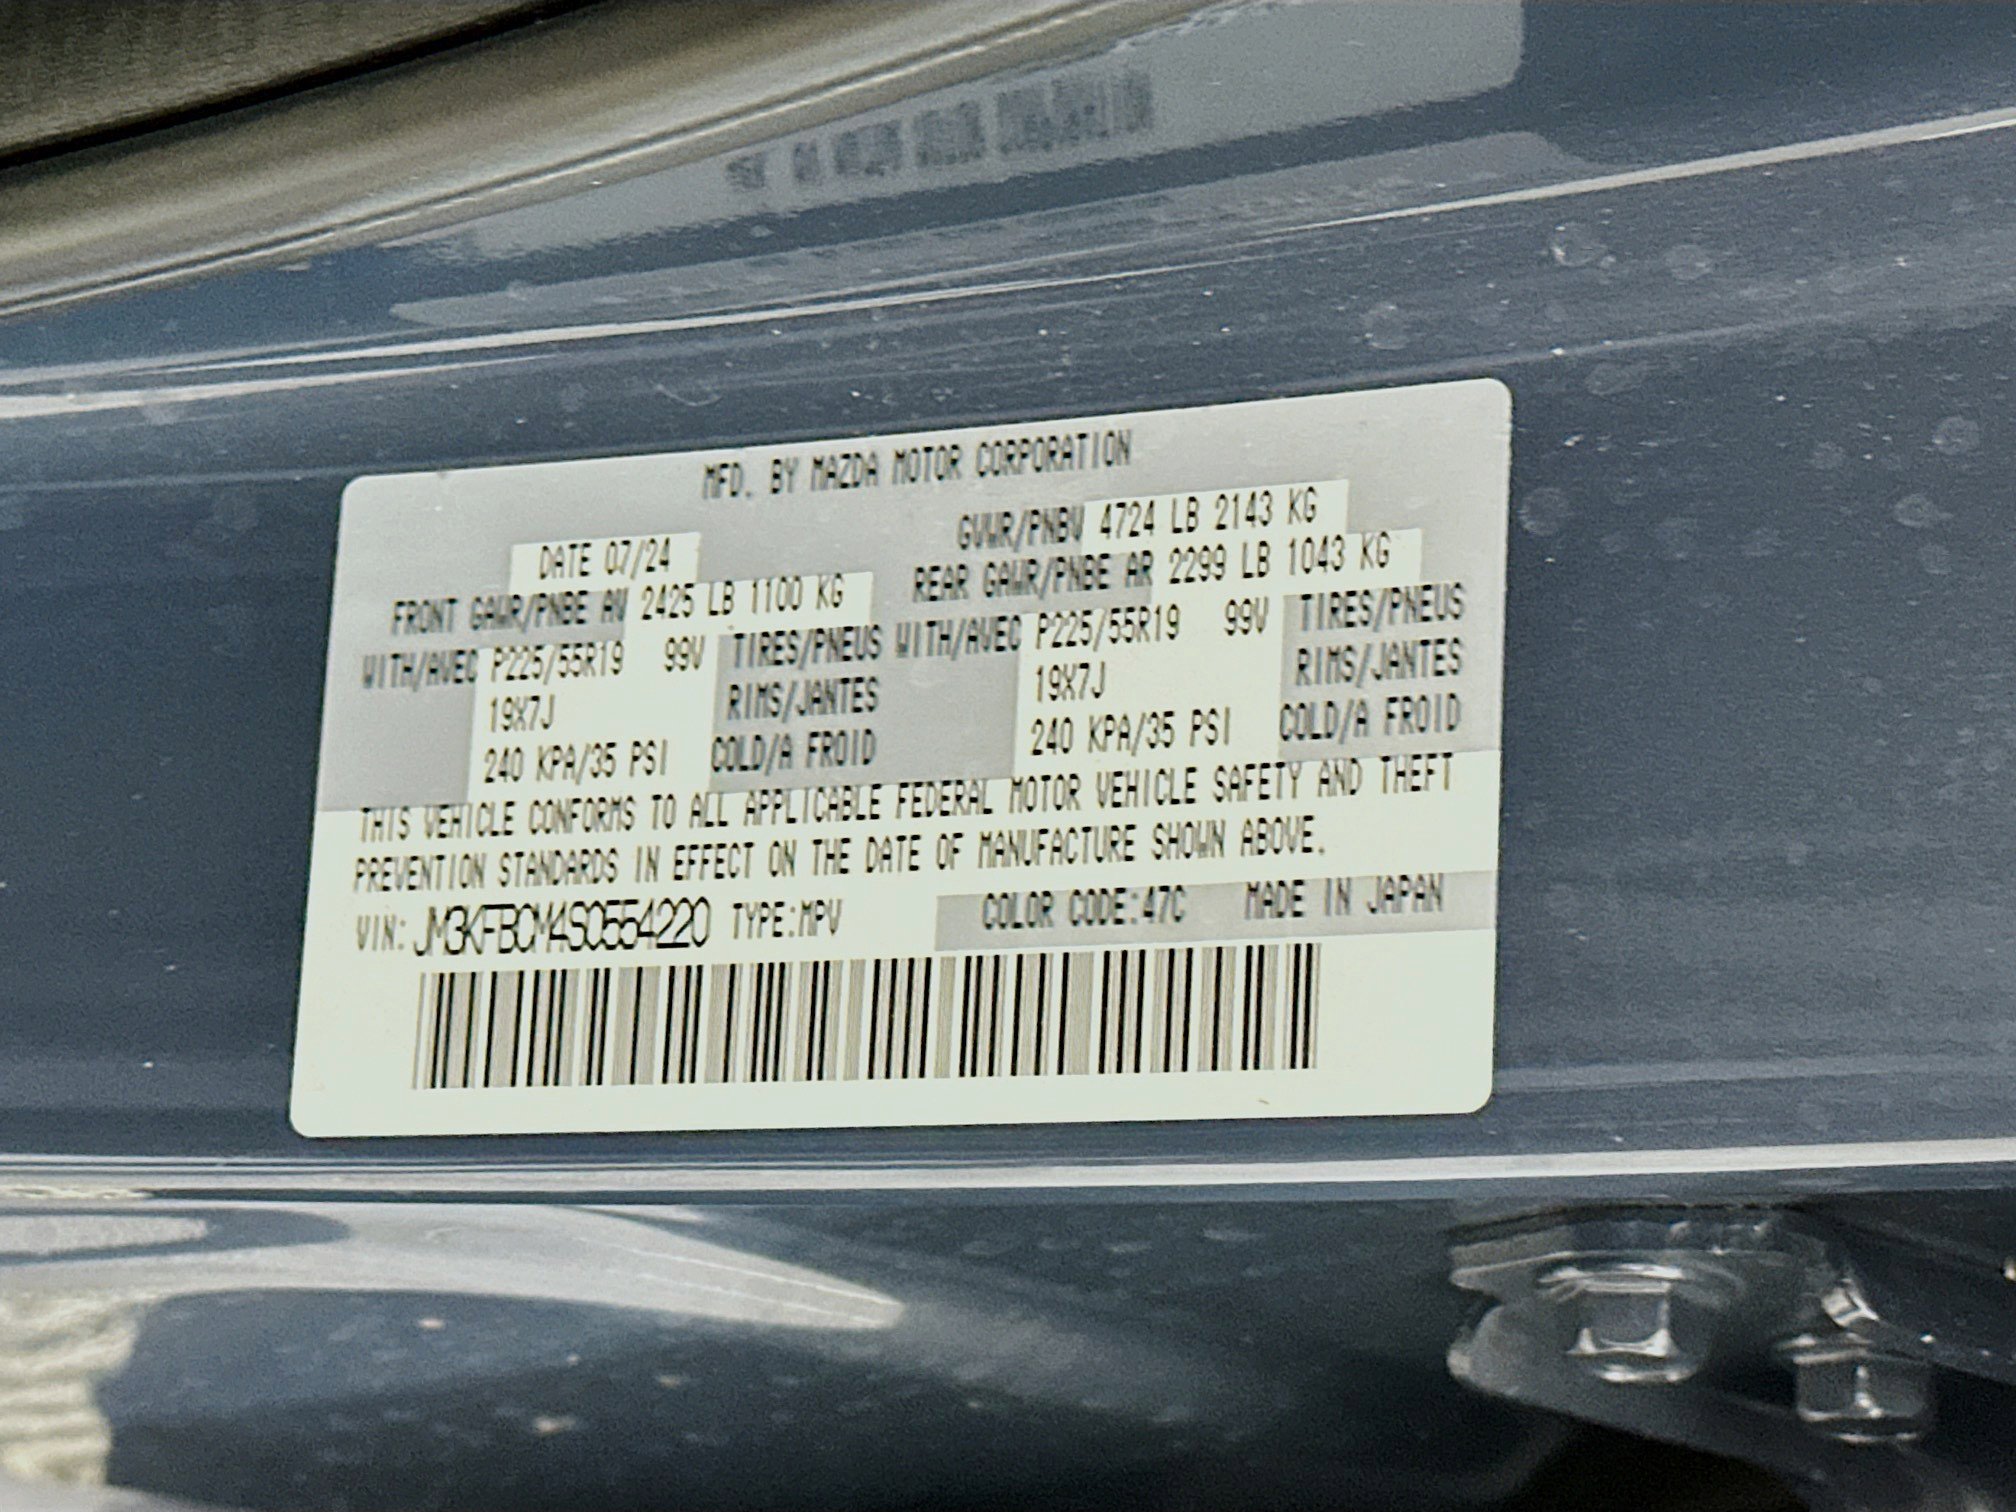 MFD. BY MAZDA MOTOR CORPORATION
DATE 07/24 GVWR/PNBV 4724 LB 2143 KG
FRONT GAWR/PNBE AV 2425 LB 1100 KG REAR GAWR/PNBE AR 2299 LB 1043 KG
WITH/AVEC P225/55R19 99V TIRES/PNEUS WITH/AVEC P225/55R19 99V TIRES/PNEUS
19X7J RIMS/JANTES 19X7J RIMS/JANTES
240 KPA/35 PSI COLD/A FROID 240 KPA/35 PSI COLD/A FROID
THIS VEHICLE CONFORMS TO ALL APPLICABLE FEDERAL MOTOR VEHICLE SAFETY AND THEFT
PREVENTION STANDARDS IN EFFECT ON THE DATE OF MANUFACTURE SHOWN ABOVE.
VIN: JM3KFBCM4S0554220 TYPE:MPV COLOR CODE:47C MADE IN JAPAN